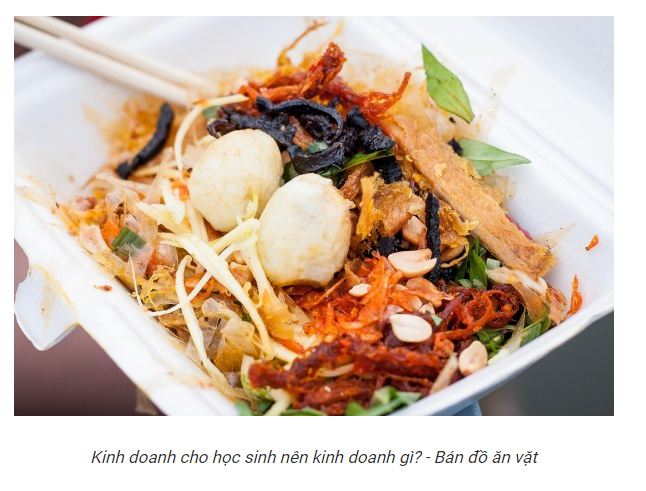 Kinh doanh cho học sinh nên kinh doanh gì? - Bán đồ ăn vặt